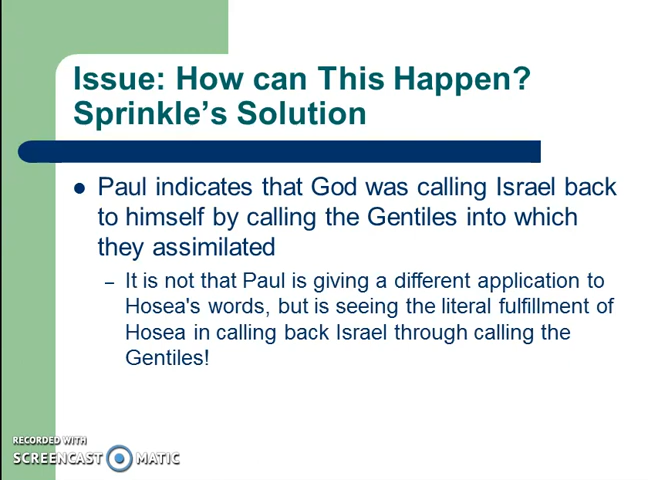 Issue: How can This Happen?
Sprinkle’s Solution
Paul indicates that God was calling Israel back
to himself by calling the Gentiles into which
they assimilated
– It is not that Paul is giving a different application to
Hosea's words, but is seeing the literal fulfillment of
Hosea in calling back Israel through calling the
Gentiles!
RECORDED WITH
SCREENCAST MATIC